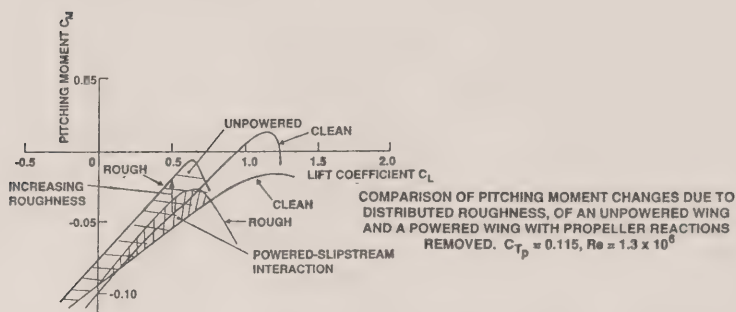 PITCHING MOMENT C_M
0.05
UNPOWERED
CLEAN
-0.5
0
0.5
1.0
1.5
2.0
ROUGH
LIFT COEFFICIENT C_L
INCREASING
ROUGHNESS
CLEAN
-0.05
ROUGH
POWERED-SLIPSTREAM
INTERACTION
-0.10
COMPARISON OF PITCHING MOMENT CHANGES DUE TO
DISTRIBUTED ROUGHNESS, OF AN UNPOWERED WING
AND A POWERED WING WITH PROPELLER REACTIONS
REMOVED. C_Tp = 0.115, Re = 1.3 x 10^6